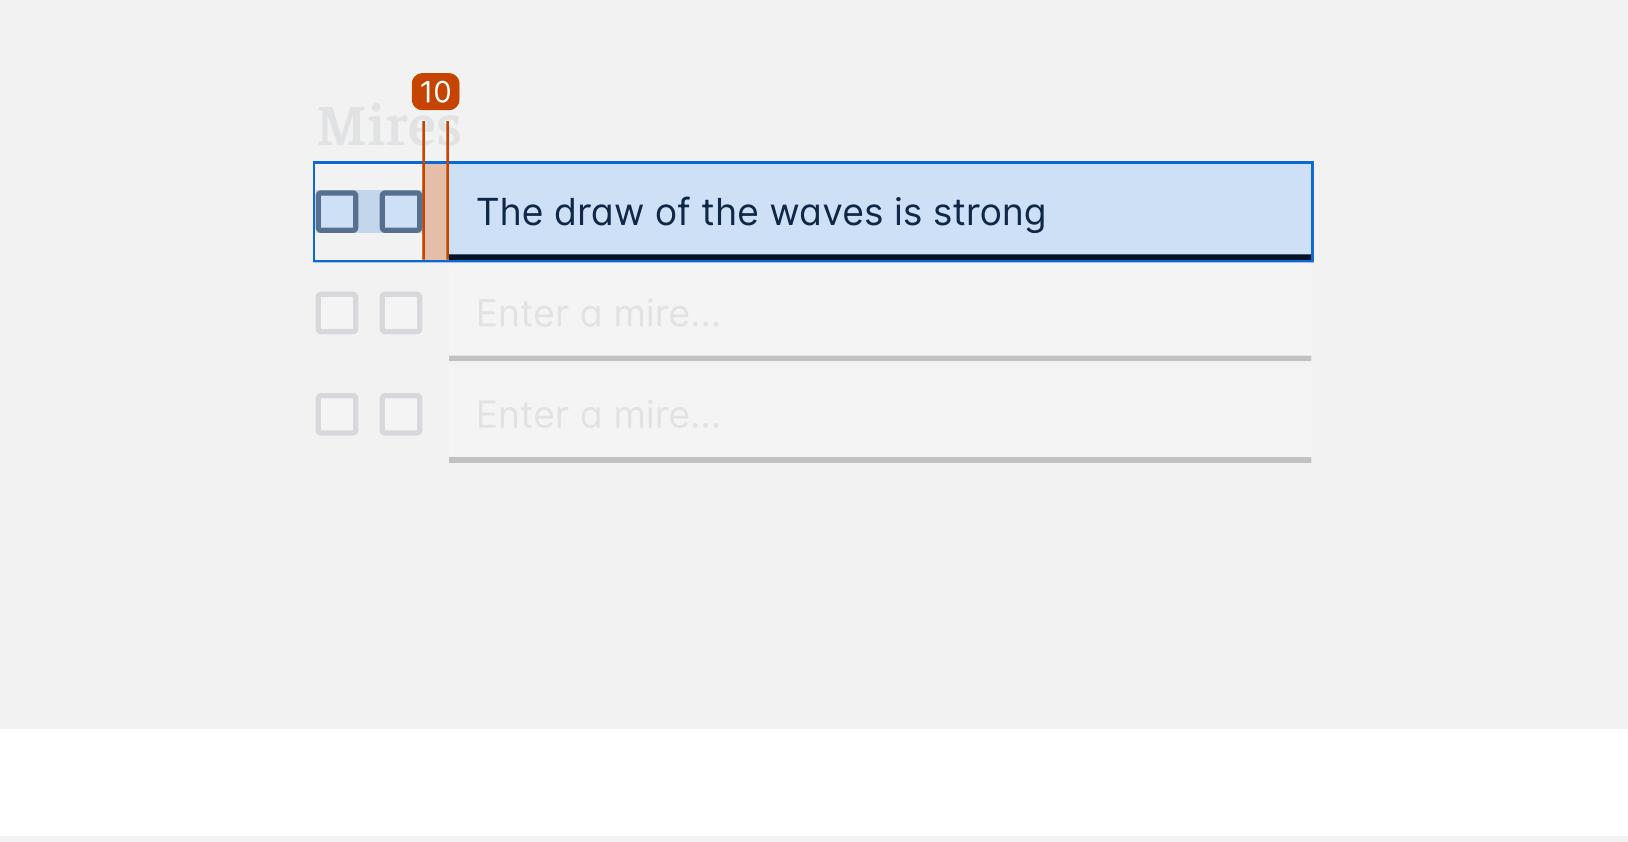 10
Mires
The draw of the waves is strong
Enter a mire...
Enter a mire...